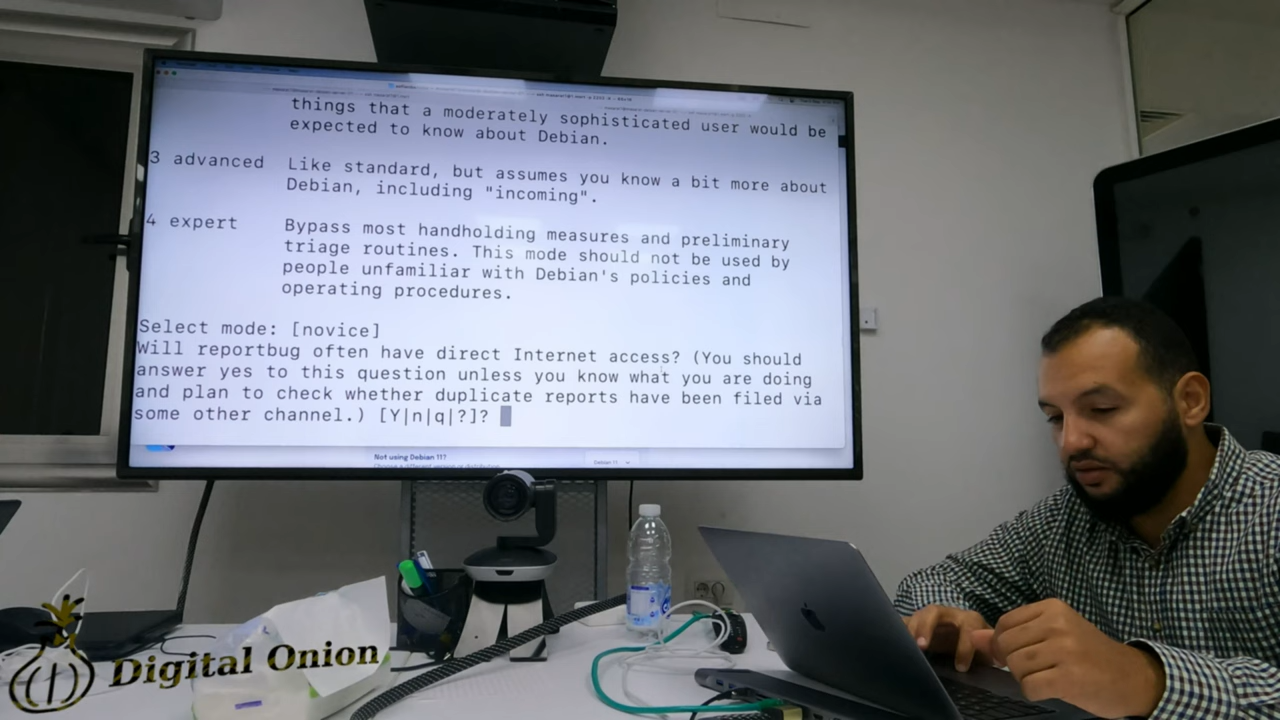 things that a moderately sophisticated user would be
expected to know about Debian.
3 advanced Like standard, but assumes you know a bit more about
Debian, including "incoming".
4 expert Bypass most handholding measures and preliminary
triage routines. This mode should not be used by
people unfamiliar with Debian's policies and
operating procedures.
Select mode: [novice]
Will reportbug often have direct Internet access? (You should
answer yes to this question unless you know what you are doing
and plan to check whether duplicate reports have been filed via
some other channel.) [Y|n|q|?]?
Not using Debian 11?
Debian 11
Digital Onion